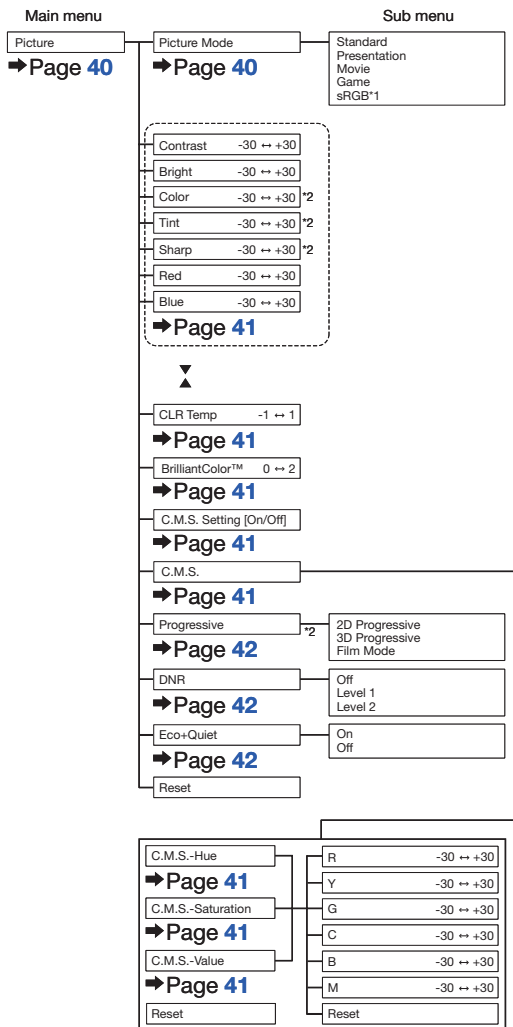 Main menu
Sub menu
Picture
➡Page 40
Picture Mode
➡Page 40
Standard
Presentation
Movie
Game
sRGB*1
Contrast -30 ↔ +30
Bright -30 ↔ +30
Color -30 ↔ +30 *2
Tint -30 ↔ +30 *2
Sharp -30 ↔ +30 *2
Red -30 ↔ +30
Blue -30 ↔ +30
➡Page 41
CLR Temp -1 ↔ 1
➡Page 41
BrilliantColor™ 0 ↔ 2
➡Page 41
C.M.S. Setting [On/Off]
➡Page 41
C.M.S.
➡Page 41
Progressive *2
➡Page 42
2D Progressive
3D Progressive
Film Mode
DNR
➡Page 42
Off
Level 1
Level 2
Eco+Quiet
➡Page 42
On
Off
Reset
C.M.S.-Hue
➡Page 41
C.M.S.-Saturation
➡Page 41
C.M.S.-Value
➡Page 41
Reset
R -30 ↔ +30
Y -30 ↔ +30
G -30 ↔ +30
C -30 ↔ +30
B -30 ↔ +30
M -30 ↔ +30
Reset